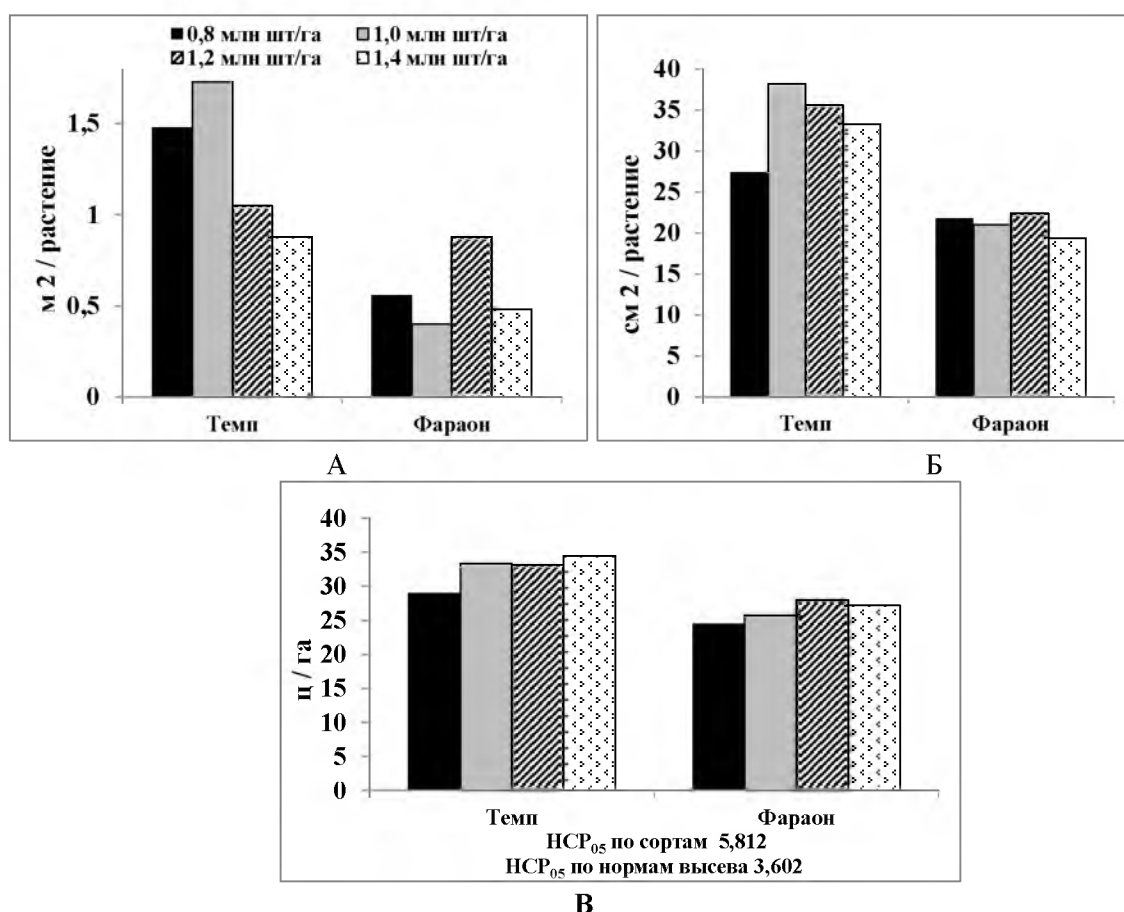 0,8 млн шт/га 1,0 млн шт/га
1,2 млн шт/га 1,4 млн шт/га
м 2 / растение
1,5
1
0,5
0
Темп Фараон
А
см 2 / растение
40
35
30
25
20
15
10
5
0
Темп Фараон
Б
ц / га
40
35
30
25
20
15
10
5
0
Темп Фараон
НСР05 по сортам 5,812
НСР05 по нормам высева 3,602
В